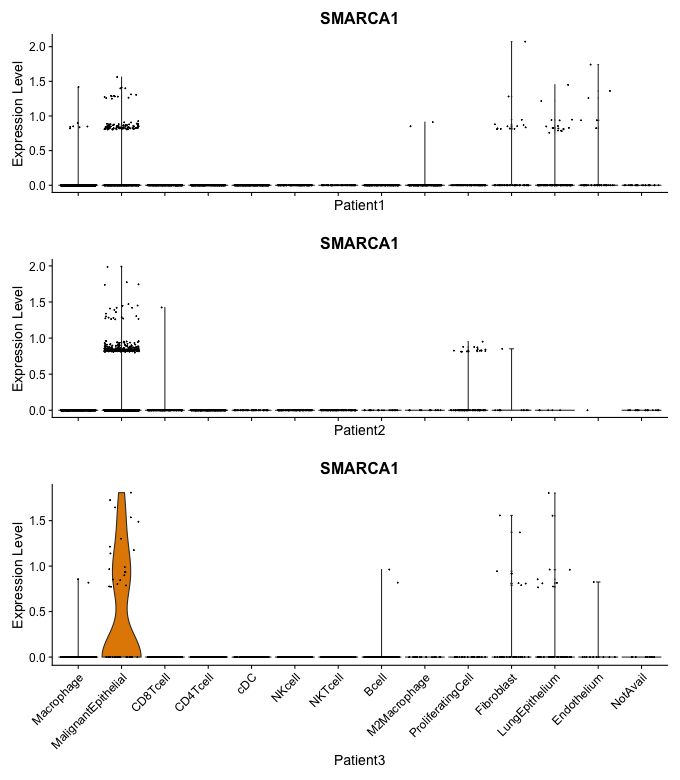 SMARCA1
2.0
1.5
1.0
0.5
0.0
Expression Level
Patient1
SMARCA1
2.0
1.5
1.0
0.5
0.0
Expression Level
Patient2
SMARCA1
1.5
1.0
0.5
0.0
Expression Level
Macrophage
MalignantEpithelial
CD8Tcell
CD4Tcell
cDC
NKcell
NKTcell
Bcell
M2Macrophage
ProliferatingCell
Fibroblast
LungEpithelium
Endothelium
NotAvail
Patient3